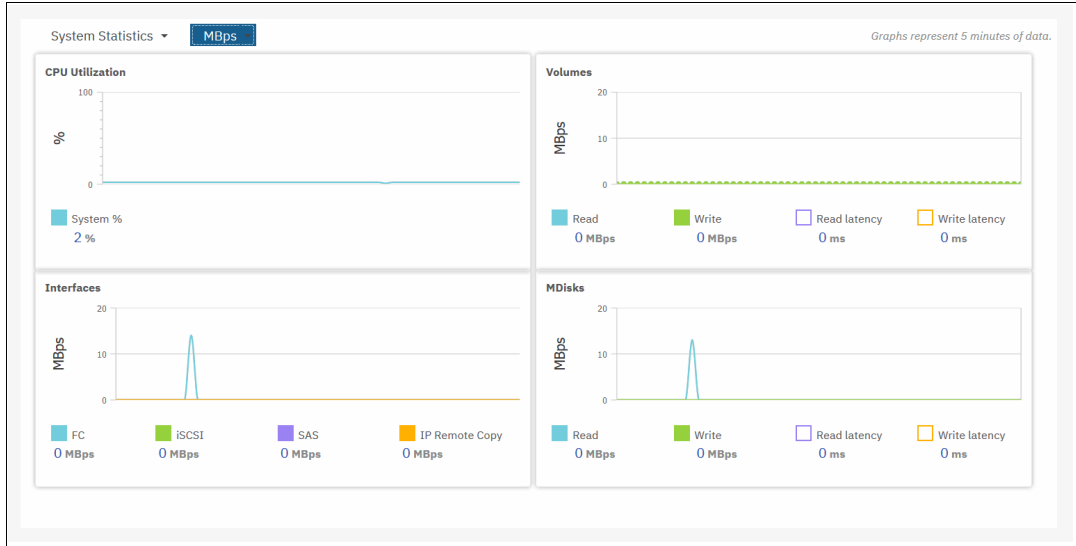 System Statistics MBps Graphs represent 5 minutes of data.
CPU Utilization
100
%
0
System %
2 %
Volumes
20
MBps
10
0
Read Write Read latency Write latency
0 MBps 0 MBps 0 ms 0 ms
Interfaces
20
MBps
10
0
FC iSCSI SAS IP Remote Copy
0 MBps 0 MBps 0 MBps 0 MBps
MDisks
20
MBps
10
0
Read Write Read latency Write latency
0 MBps 0 MBps 0 ms 0 ms